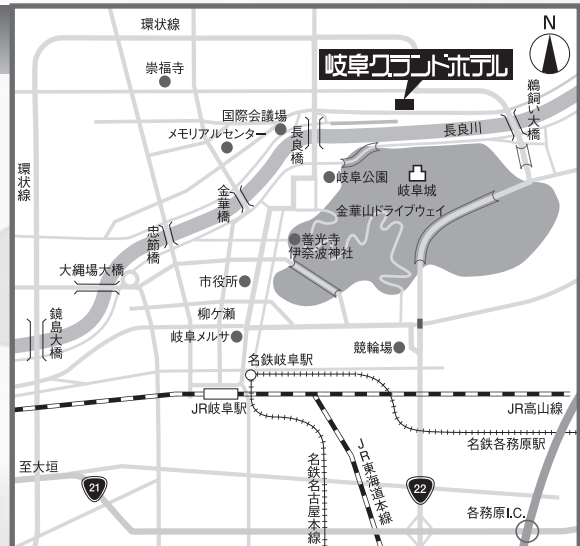 環状線
N
崇福寺
岐阜グランドホテル
鵜飼い大橋
国際会議場
メモリアルセンター
長良橋
長良川
環状線
岐阜公園
岐阜城
金華橋
金華山ドライブウェイ
忠節橋
善光寺
伊奈波神社
大縄場大橋
市役所
鏡島大橋
柳ケ瀬
岐阜メルサ
競輪場
名鉄岐阜駅
JR岐阜駅
JR高山線
名鉄各務原駅
至大垣
21
名鉄名古屋本線
JR東海道本線
22
各務原I.C.